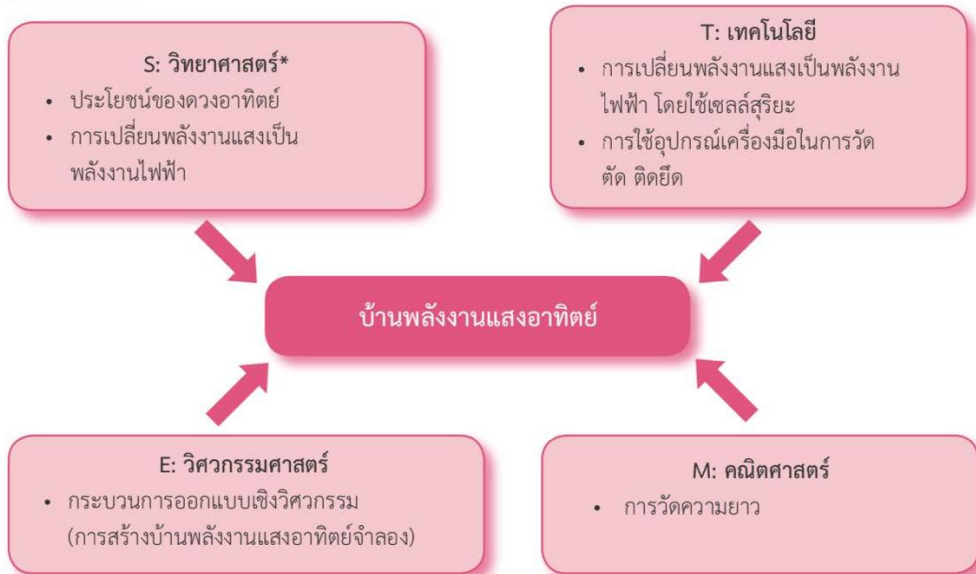 S: วิทยาศาสตร์*
• ประโยชน์ของดวงอาทิตย์
• การเปลี่ยนพลังงานแสงเป็น
พลังงานไฟฟ้า
T: เทคโนโลยี
• การเปลี่ยนพลังงานแสงเป็นพลังงาน
ไฟฟ้า โดยใช้เซลล์สุริยะ
• การใช้อุปกรณ์เครื่องมือในการวัด
ตัด ติดยึด
บ้านพลังงานแสงอาทิตย์
E: วิศวกรรมศาสตร์
• กระบวนการออกแบบเชิงวิศวกรรม
(การสร้างบ้านพลังงานแสงอาทิตย์จำลอง)
M: คณิตศาสตร์
• การวัดความยาว